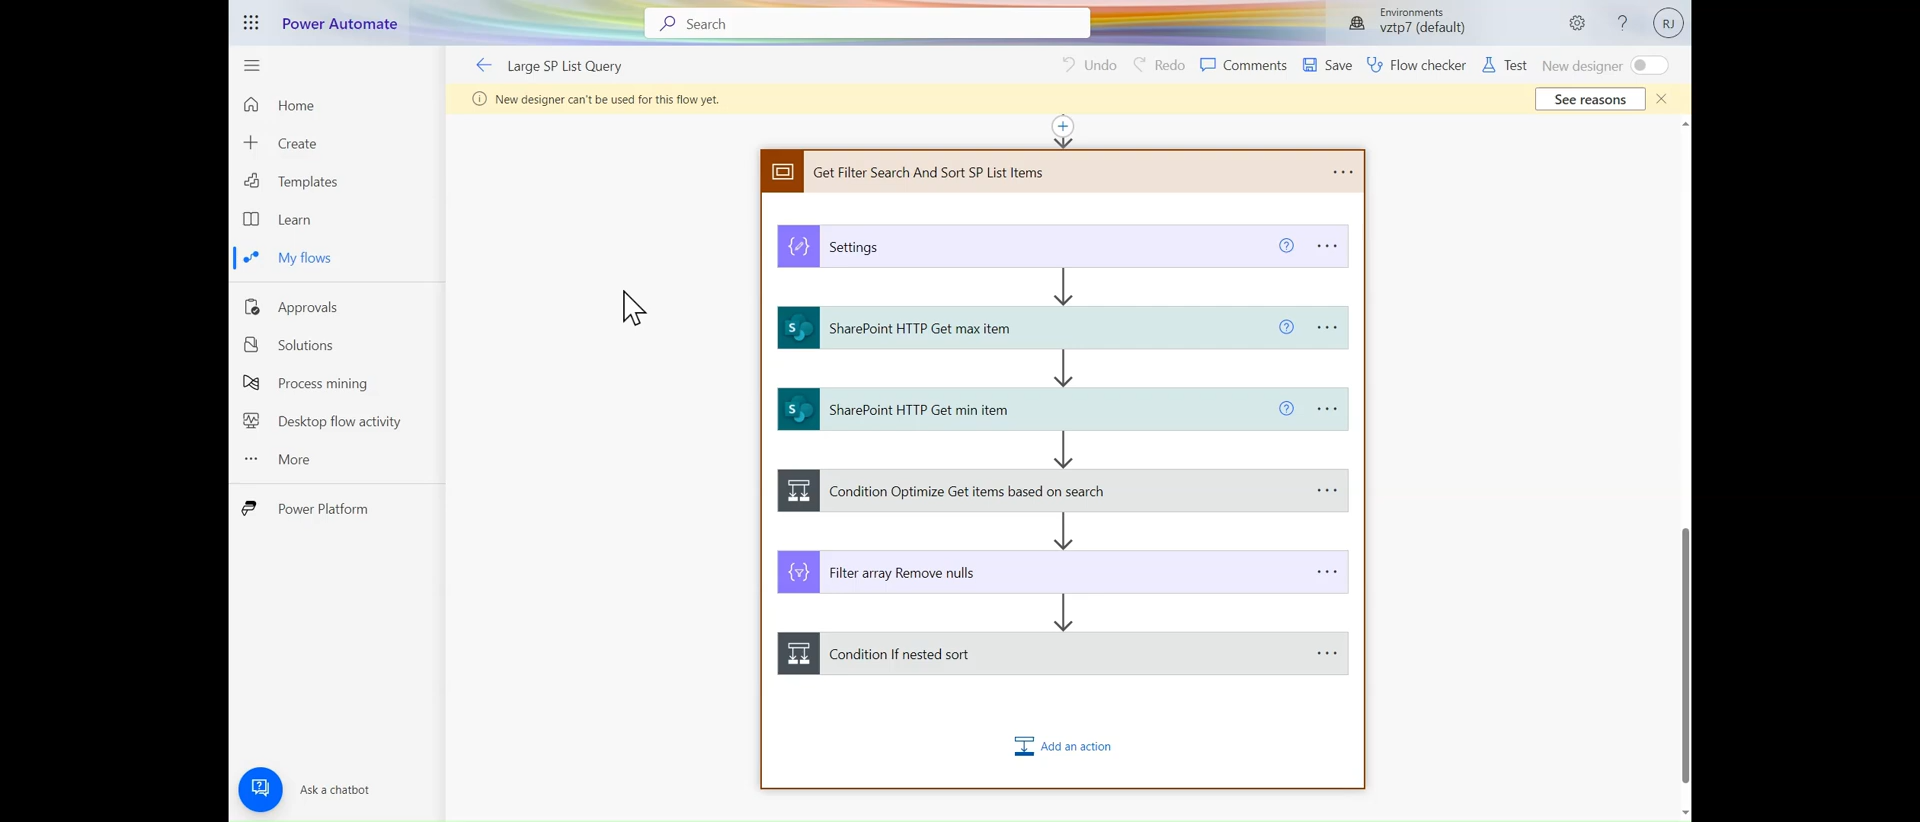 Power Automate
Search
Environments
vztp7 (default)
RJ
Large SP List Query
Undo
Redo
Comments
Save
Flow checker
Test
New designer
New designer can't be used for this flow yet.
See reasons
Home
Create
Templates
Learn
My flows
Approvals
Solutions
Process mining
Desktop flow activity
More
Power Platform
Ask a chatbot
Get Filter Search And Sort SP List Items
Settings
SharePoint HTTP Get max item
SharePoint HTTP Get min item
Condition Optimize Get items based on search
Filter array Remove nulls
Condition If nested sort
Add an action